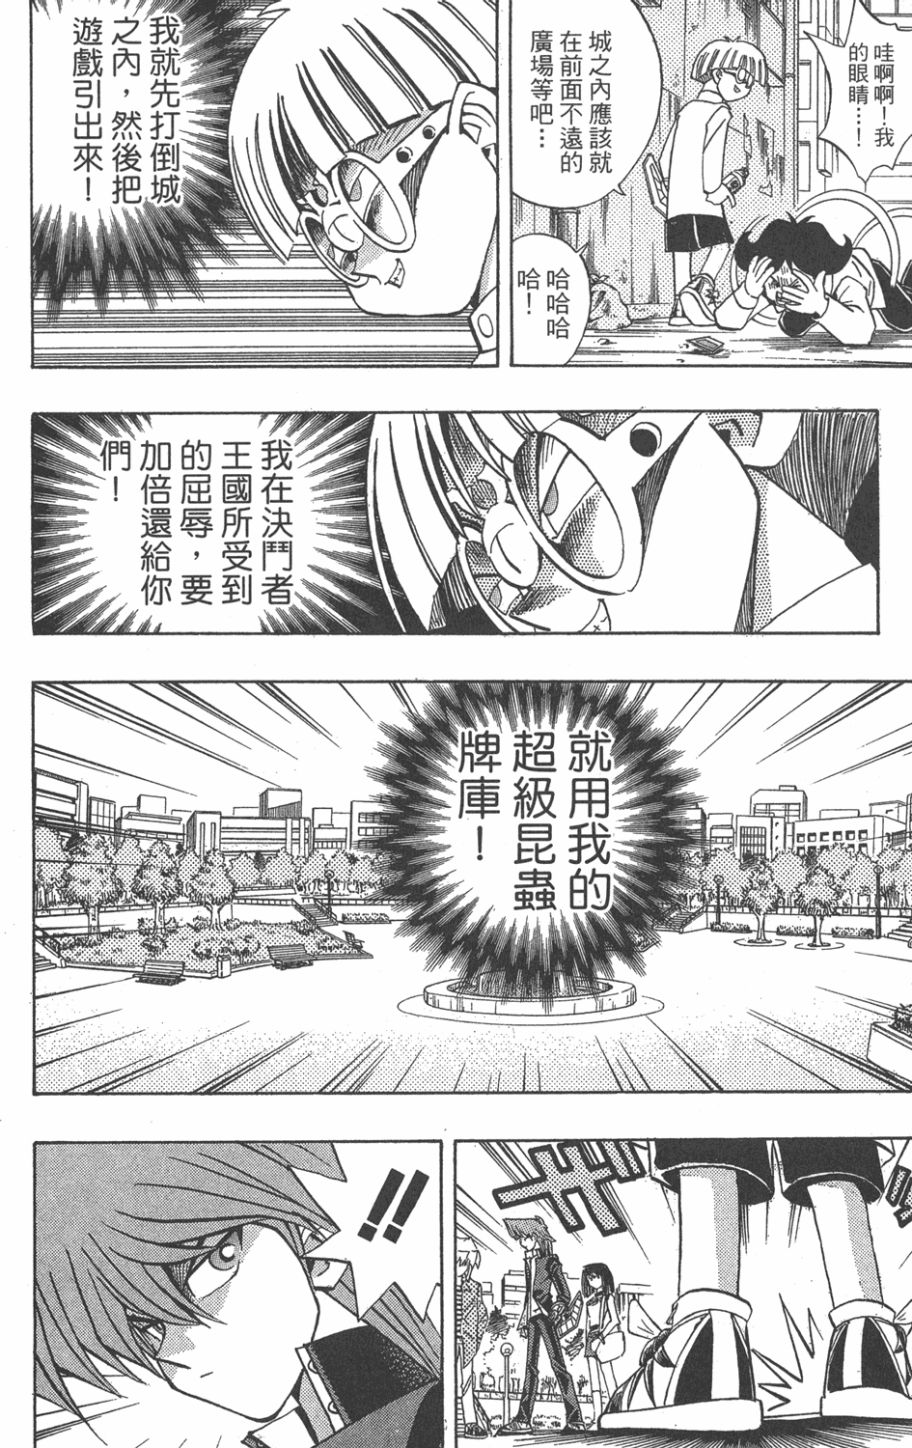 哇啊啊！我
的眼睛…！
城之內應該就
在前面不遠的
廣場等吧…
哈哈哈
哈！
我就先打倒城
之內，然後把
遊戲引出來！
我在決鬥者
王國所受到
的屈辱，要
加倍還給你
們！
就用我的
超級昆蟲
牌庫！
!!